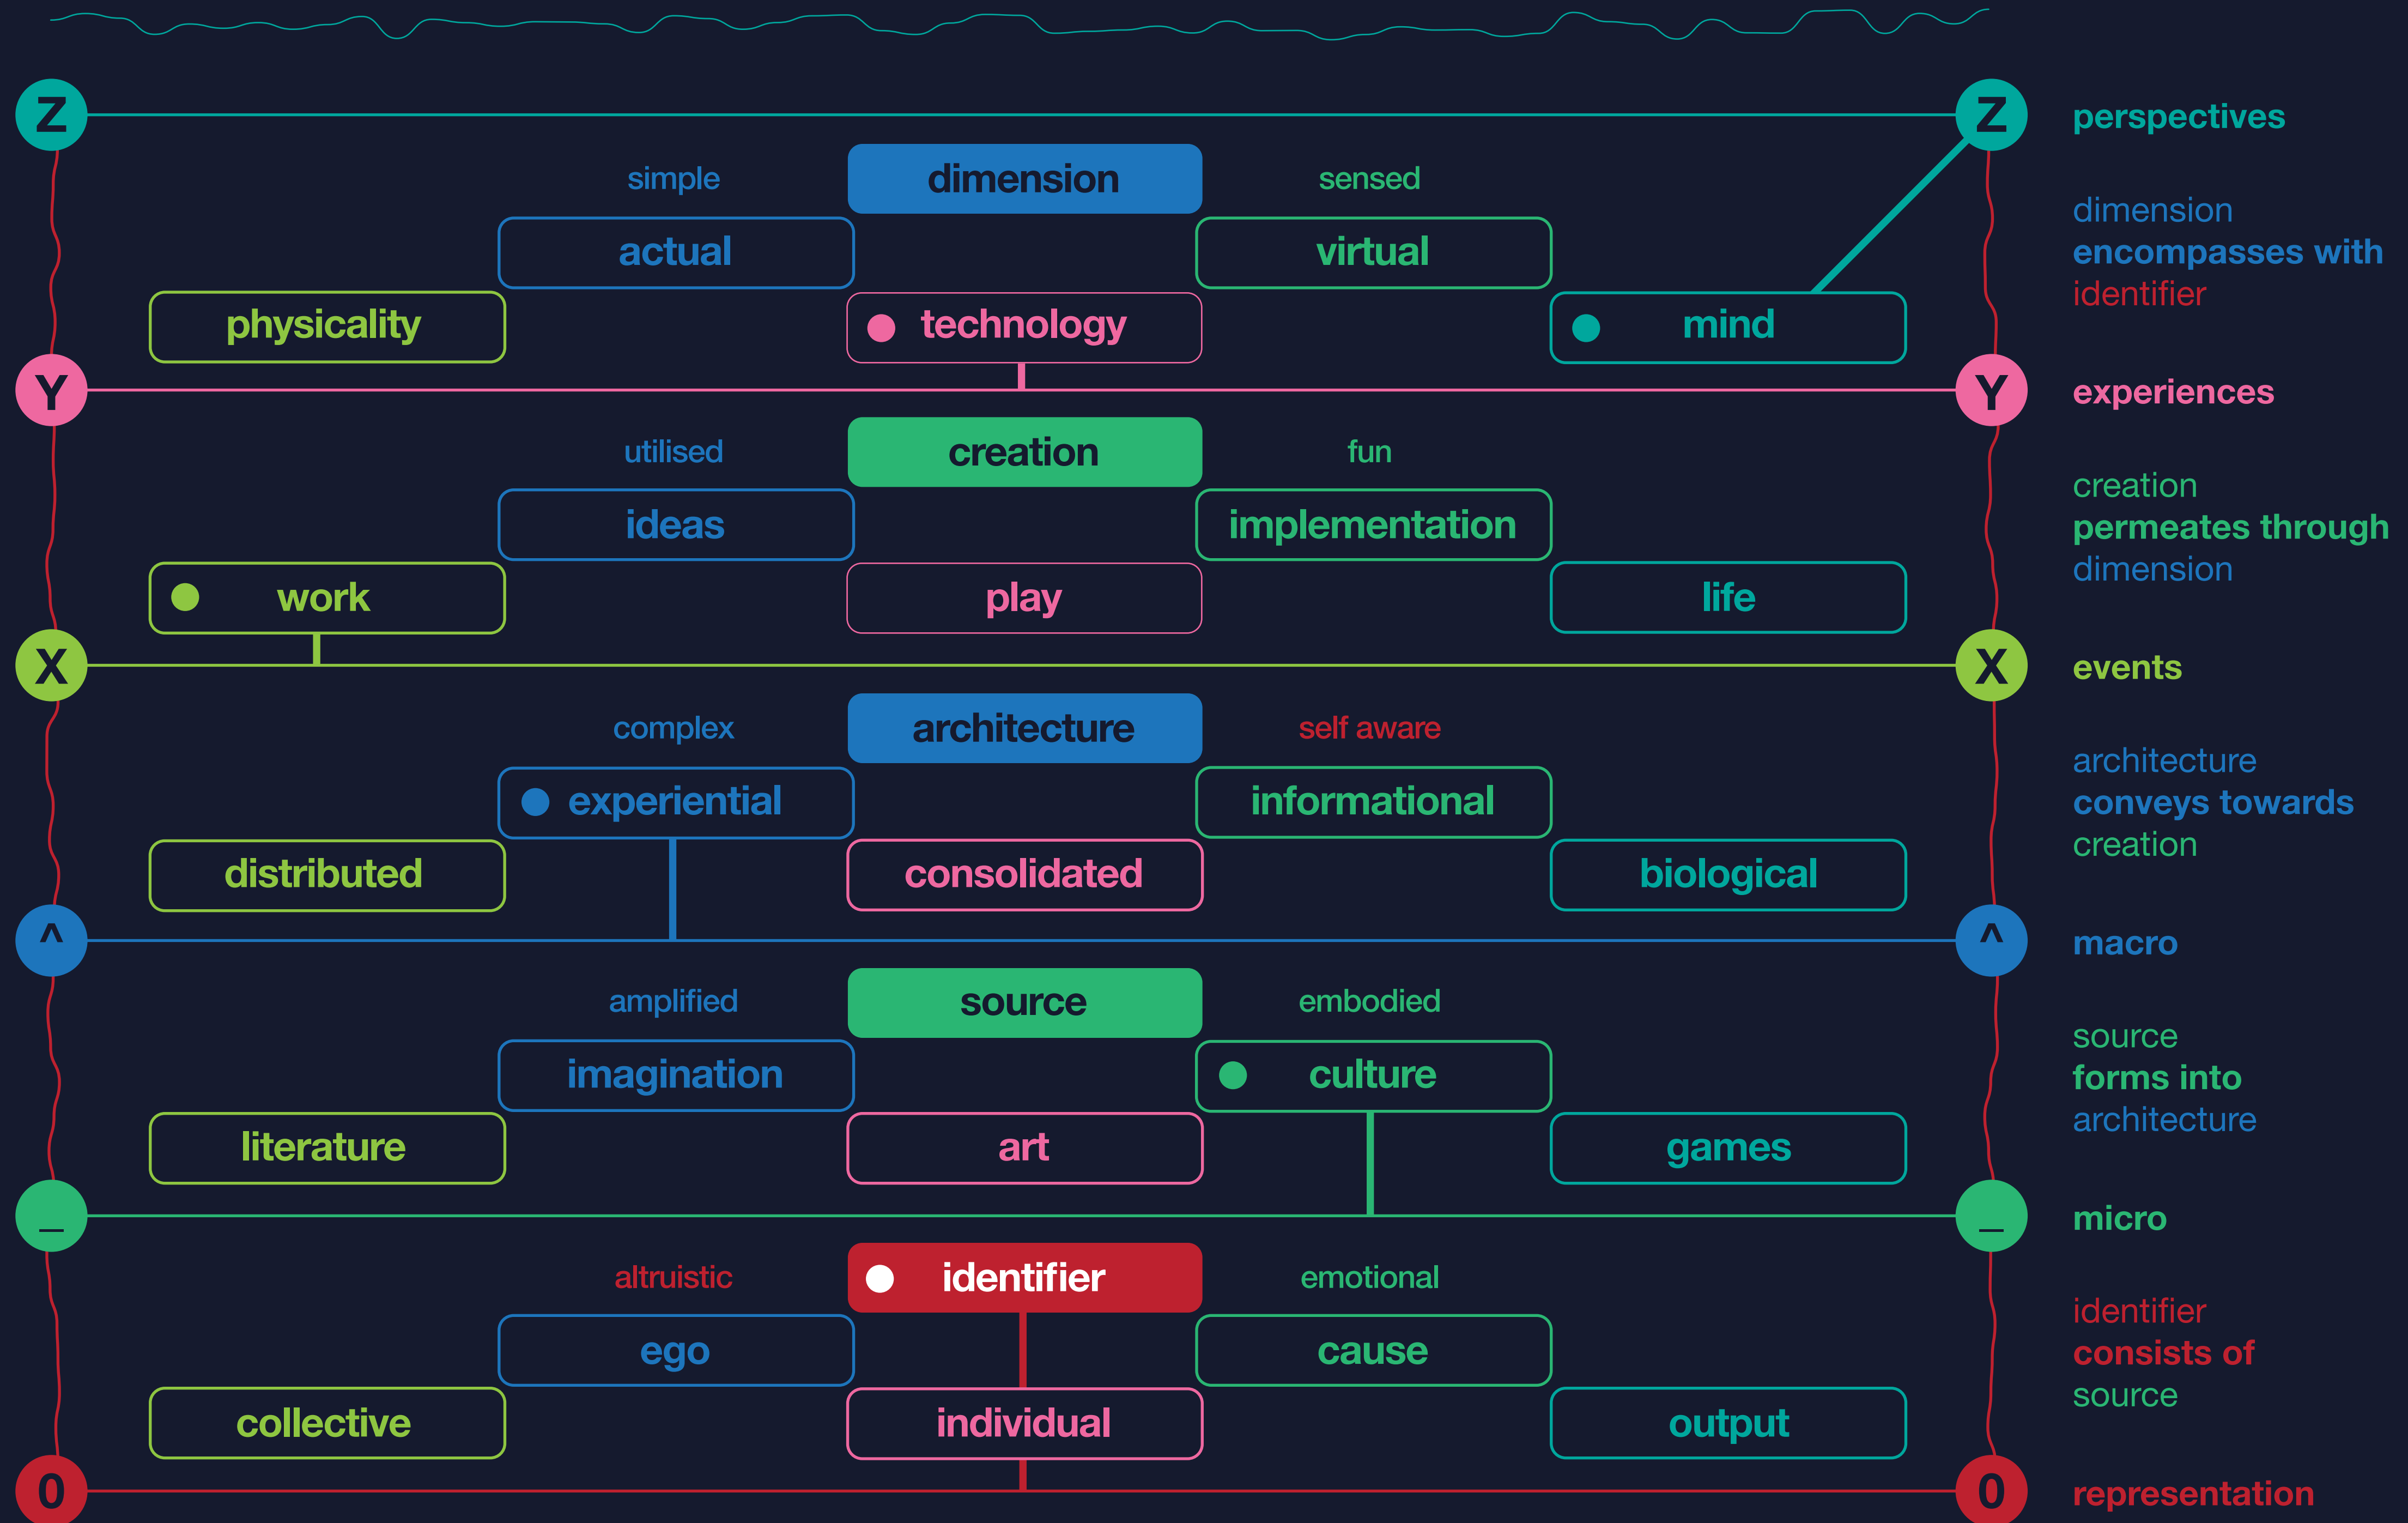 Z Z perspectives
simple dimension sensed
dimension
actual virtual
encompasses with
identifier
physicality technology mind
Y Y experiences
utilised creation fun
creation
ideas implementation
permeates through
dimension
work play life
X X events
complex architecture self aware
architecture
experiential informational
conveys towards
creation
distributed consolidated biological
^ ^ macro
amplified source embodied
source
imagination culture
forms into
architecture
literature art games
_ _ micro
altruistic identifier emotional
identifier
ego cause
consists of
source
collective individual output
0 0 representation